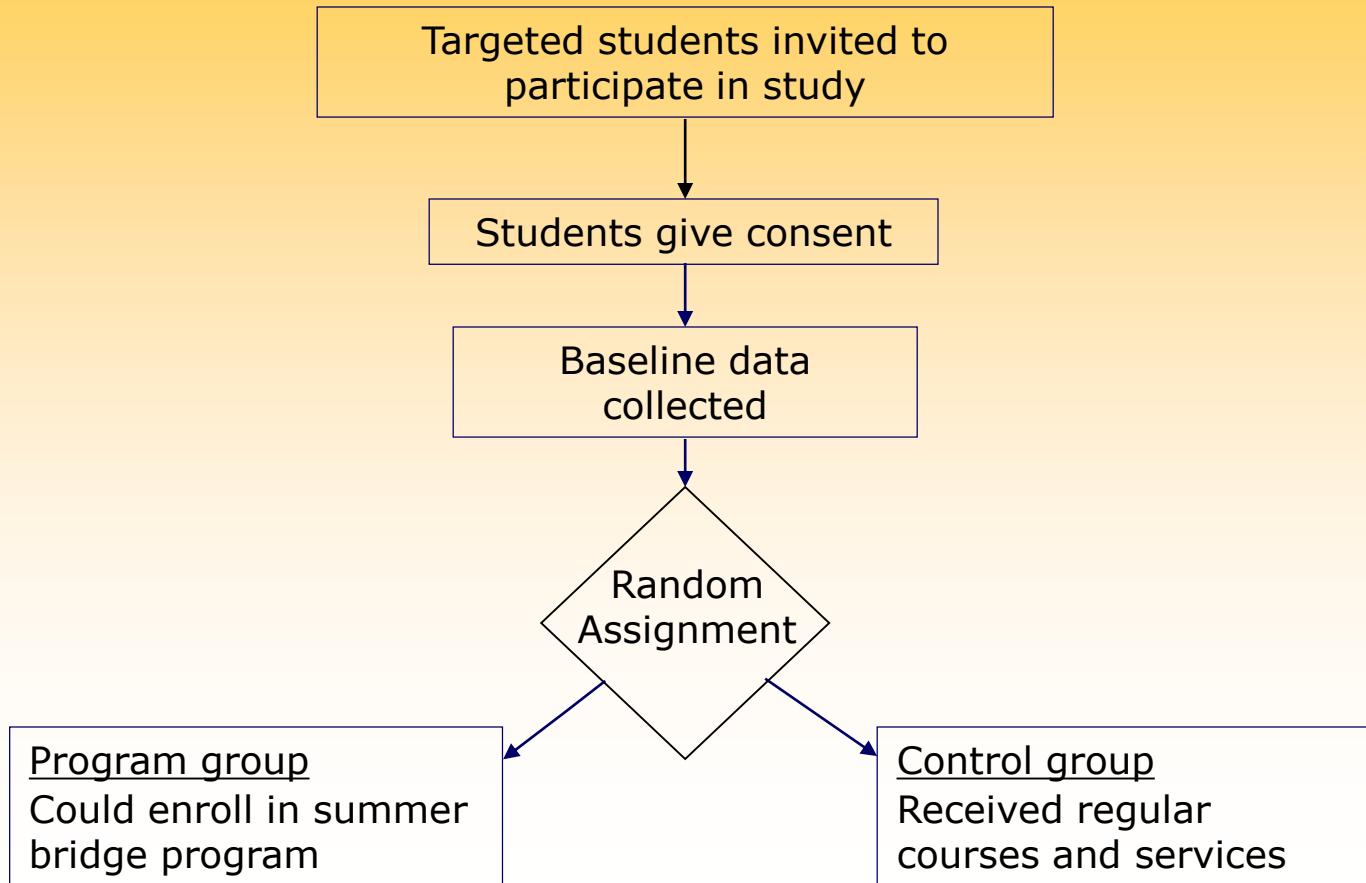 Targeted students invited to
participate in study
Students give consent
Baseline data
collected
Random
Assignment
Program group
Could enroll in summer
bridge program
Control group
Received regular
courses and services